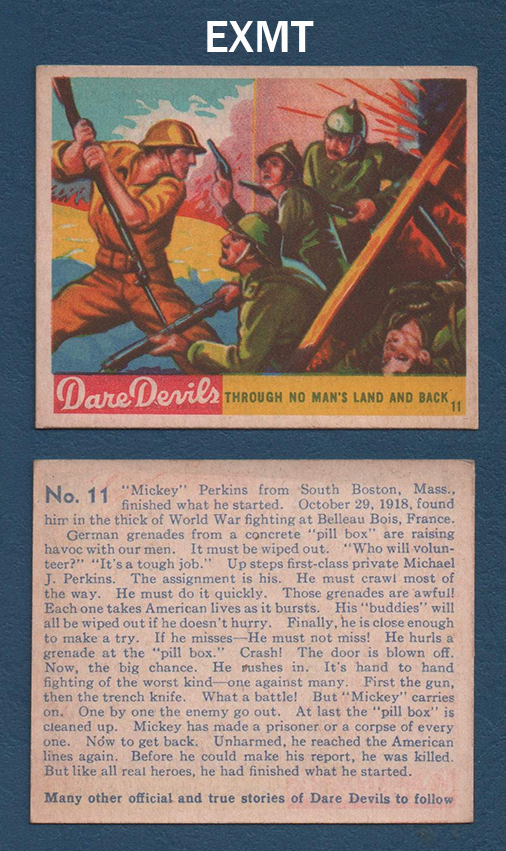 EXMT
Dare Devils THROUGH NO MAN'S LAND AND BACK 11
No. 11 "Mickey" Perkins from South Boston, Mass.,
finished what he started. October 29, 1918, found
him in the thick of World War fighting at Belleau Bois, France.
German grenades from a concrete "pill box" are raising
havoc with our men. It must be wiped out. "Who will volun-
teer?" "It's a tough job." Up steps first-class private Michael
J. Perkins. The assignment is his. He must crawl most of
the way. He must do it quickly. Those grenades are awful!
Each one takes American lives as it bursts. His "buddies" will
all be wiped out if he doesn't hurry. Finally, he is close enough
to make a try. If he misses—He must not miss! He hurls a
grenade at the "pill box." Crash! The door is blown off.
Now, the big chance. He rushes in. It's hand to hand
fighting of the worst kind—one against many. First the gun,
then the trench knife. What a battle! But "Mickey" carries
on. One by one the enemy go out. At last the "pill box" is
cleaned up. Mickey has made a prisoner or a corpse of every
one. Now to get back. Unharmed, he reached the American
lines again. Before he could make his report, he was killed.
But like all real heroes, he had finished what he started.
Many other official and true stories of Dare Devils to follow